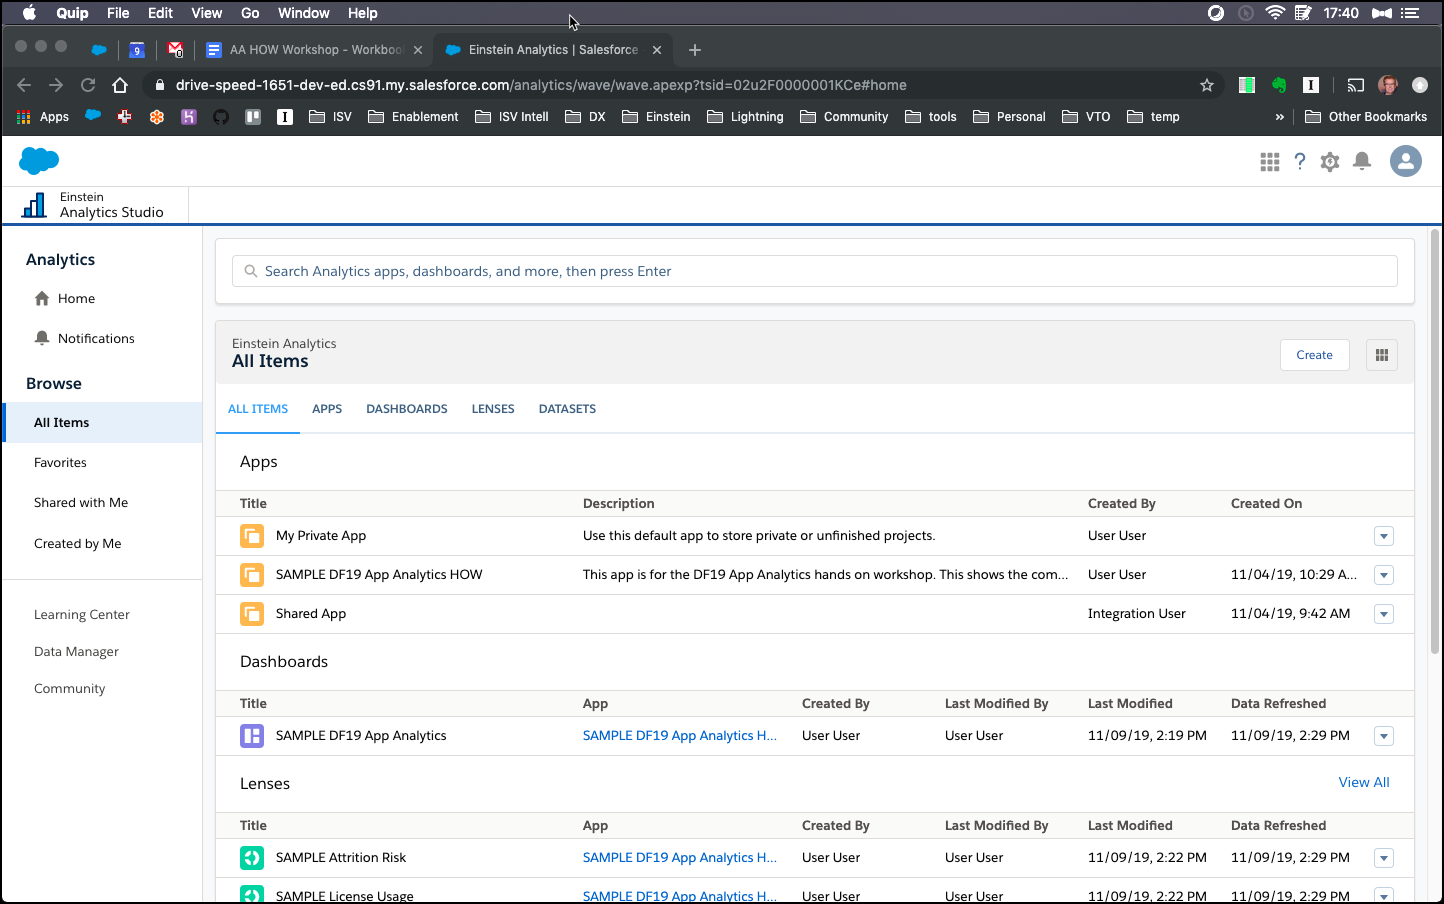 Quip File Edit View Go Window Help 17:40
9 0 AA HOW Workshop - Workboo Einstein Analytics | Salesforce
drive-speed-1651-dev-ed.cs91.my.salesforce.com/analytics/wave/wave.apexp?tsid=02u2F0000001KCe#home
Apps ISV Enablement ISV Intell DX Einstein Lightning Community tools Personal VTO temp » Other Bookmarks
Einstein
Analytics Studio
Analytics
Home
Notifications
Browse
All Items
Favorites
Shared with Me
Created by Me
Learning Center
Data Manager
Community
Search Analytics apps, dashboards, and more, then press Enter
Einstein Analytics
All Items
Create
ALL ITEMS APPS DASHBOARDS LENSES DATASETS
Apps
Title Description Created By Created On
My Private App Use this default app to store private or unfinished projects. User User
SAMPLE DF19 App Analytics HOW This app is for the DF19 App Analytics hands on workshop. This shows the com... User User 11/04/19, 10:29 A...
Shared App Integration User 11/04/19, 9:42 AM
Dashboards
Title App Created By Last Modified By Last Modified Data Refreshed
SAMPLE DF19 App Analytics SAMPLE DF19 App Analytics H... User User User User 11/09/19, 2:19 PM 11/09/19, 2:29 PM
Lenses View All
Title App Created By Last Modified By Last Modified Data Refreshed
SAMPLE Attrition Risk SAMPLE DF19 App Analytics H... User User User User 11/09/19, 2:22 PM 11/09/19, 2:29 PM
SAMPLE License Usage SAMPLE DF19 App Analytics H... User User User User 11/09/19, 2:22 PM 11/09/19, 2:29 PM